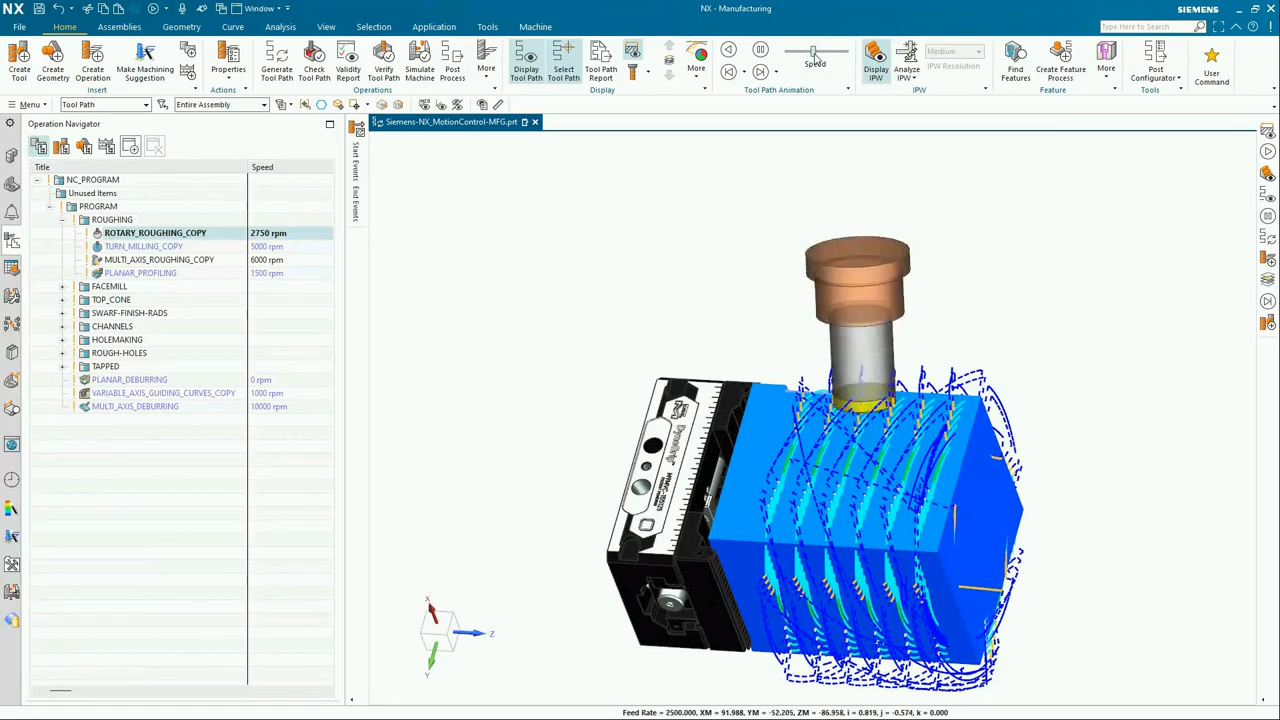 NX
Window
NX - Manufacturing
SIEMENS
File
Home
Assemblies
Geometry
Curve
Analysis
View
Selection
Application
Tools
Machine
Type Here to Search
Create Tool
Create Geometry
Create Operation
Make Machining Suggestion
Insert
Properties
Actions
Generate Tool Path
Check Tool Path
Validity Report
Verify Tool Path
Simulate Machine
Post Process
More
Operations
Display Tool Path
Select Tool Path
Tool Path Report
More
Display
Speed
Tool Path Animation
Display IPW
Analyze IPW
Medium
IPW Resolution
IPW
Find Features
Create Feature Process
More
Feature
Post Configurator
Tools
User Command
Menu
Tool Path
Entire Assembly
Operation Navigator
Siemens-NX_MotionControl-MFG.prt
Start Events
End Events
Title
Speed
NC_PROGRAM
Unused Items
PROGRAM
ROUGHING
ROTARY_ROUGHING_COPY 2750 rpm
TURN_MILLING_COPY 5000 rpm
MULTI_AXIS_ROUGHING_COPY 6000 rpm
PLANAR_PROFILING 1500 rpm
FACEMILL
TOP_CONE
SWARF-FINISH-RADS
CHANNELS
HOLEMAKING
ROUGH-HOLES
TAPPED
PLANAR_DEBURRING 0 rpm
VARIABLE_AXIS_GUIDING_CURVES_COPY 1000 rpm
MULTI_AXIS_DEBURRING 10000 rpm
X
Z
Y
Feed Rate = 2500.000, XM = 91.988, YM = -52.205, ZM = -86.958, i = 0.819, j = -0.574, k = 0.000